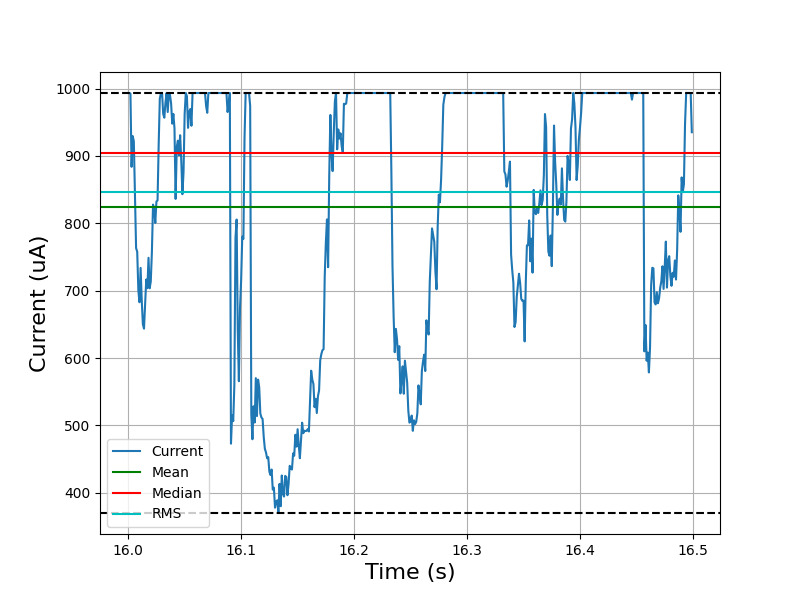 1000
900
800
700
600
500
400
Current (uA)
Current
Mean
Median
RMS
16.0 16.1 16.2 16.3 16.4 16.5
Time (s)